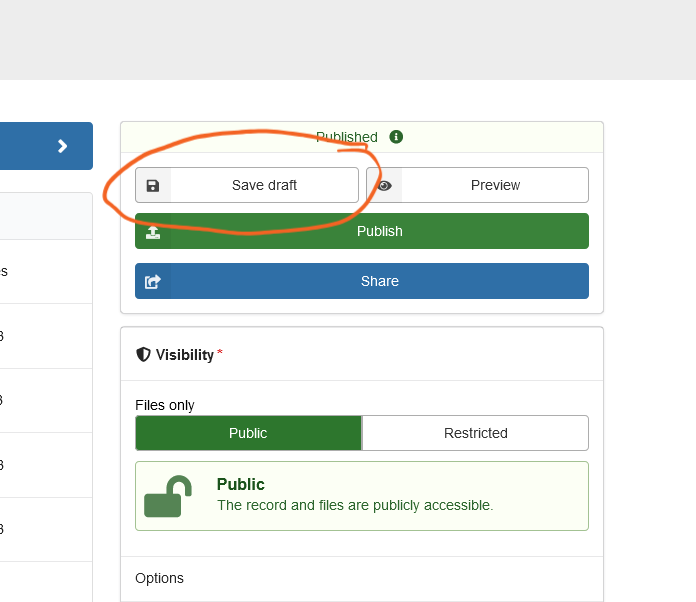 Published
Save draft
Preview
Publish
Share
Visibility *
Files only
Public
Restricted
Public
The record and files are publicly accessible.
Options